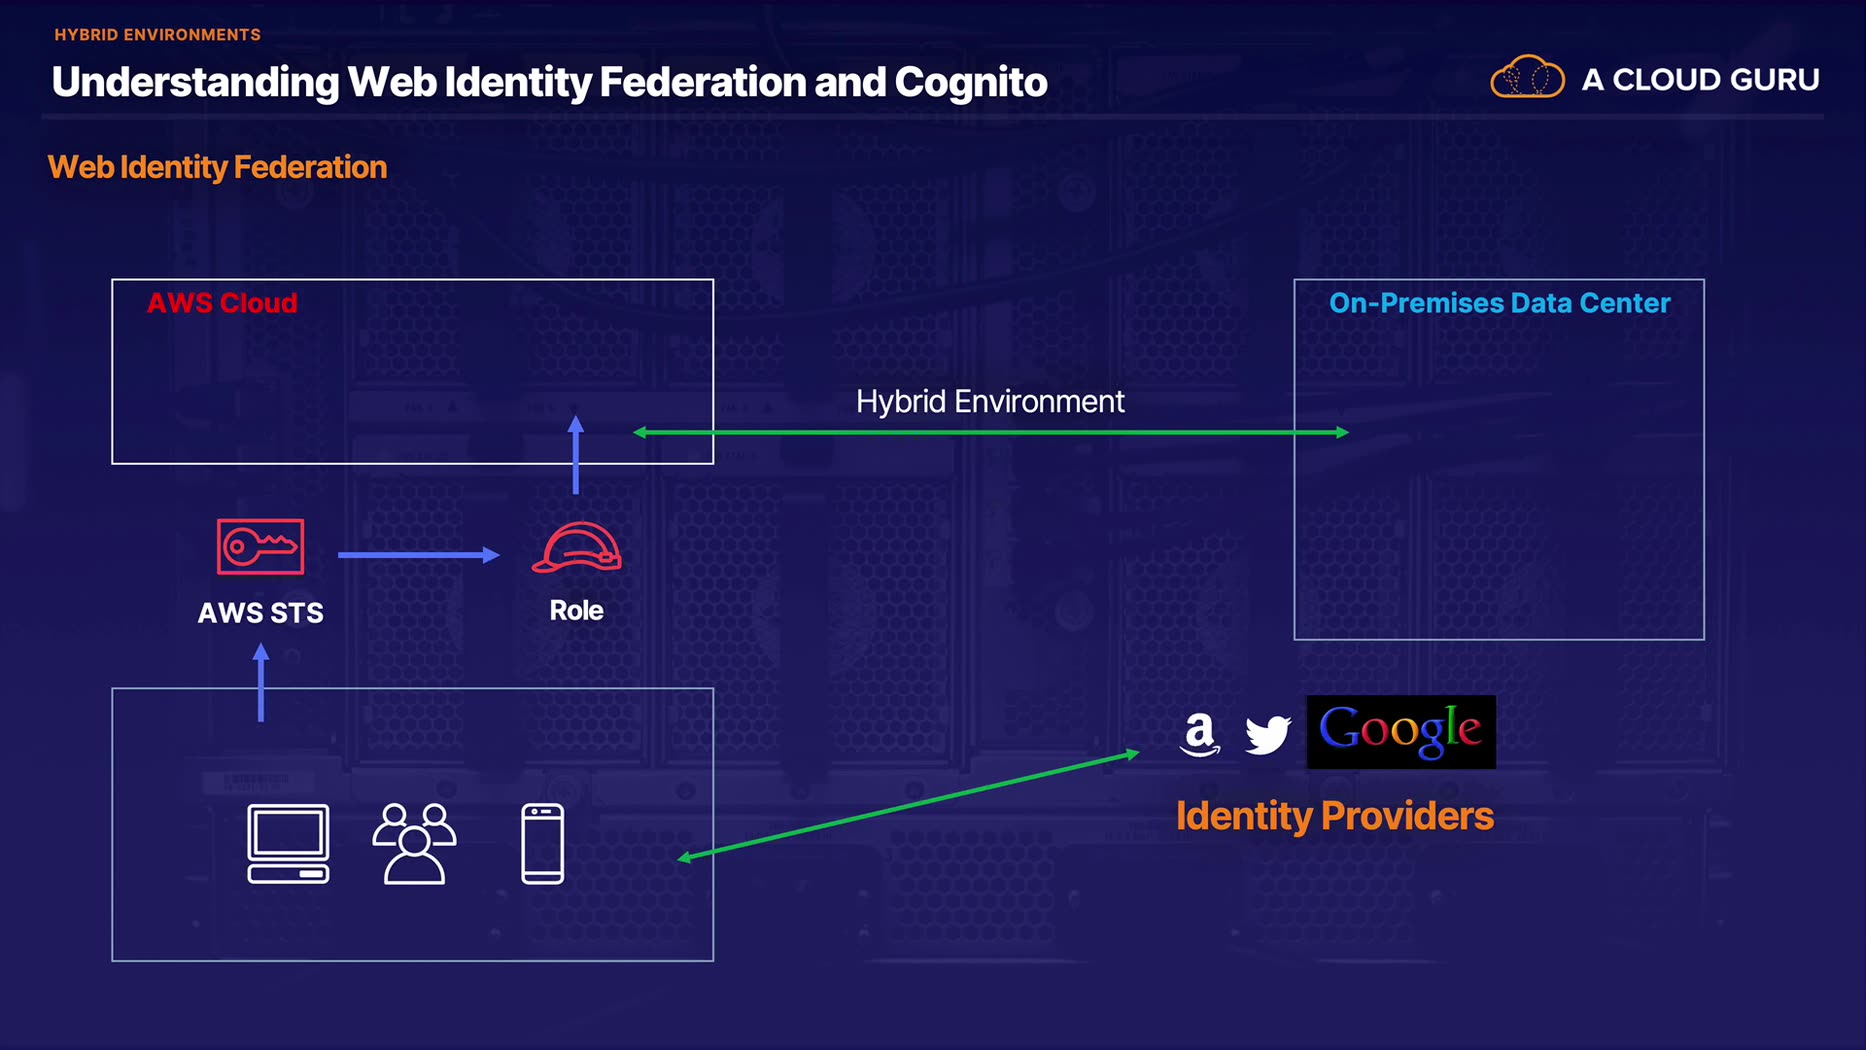 HYBRID ENVIRONMENTS
Understanding Web Identity Federation and Cognito
A CLOUD GURU
Web Identity Federation
AWS Cloud
On-Premises Data Center
Hybrid Environment
AWS STS
Role
a
Google
Identity Providers